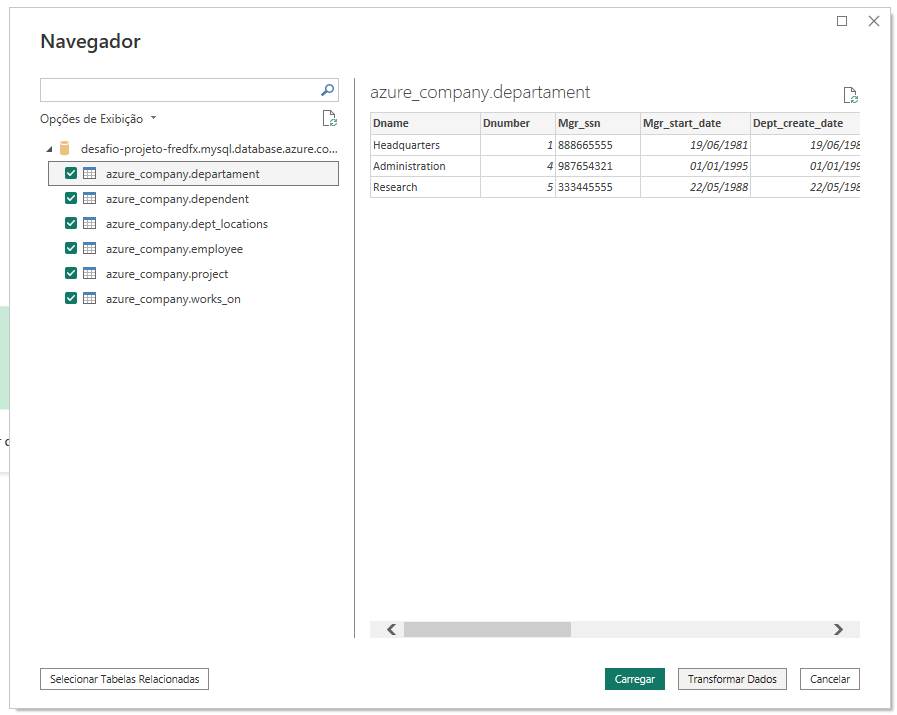 Navegador
Opções de Exibição
desafio-projeto-fredfx.mysql.database.azure.co...
azure_company.departament
azure_company.dependent
azure_company.dept_locations
azure_company.employee
azure_company.project
azure_company.works_on
azure_company.departament
Dname Dnumber Mgr_ssn Mgr_start_date Dept_create_date
Headquarters 1 888665555 19/06/1981 19/06/198
Administration 4 987654321 01/01/1995 01/01/199
Research 5 333445555 22/05/1988 22/05/198
Selecionar Tabelas Relacionadas Carregar Transformar Dados Cancelar